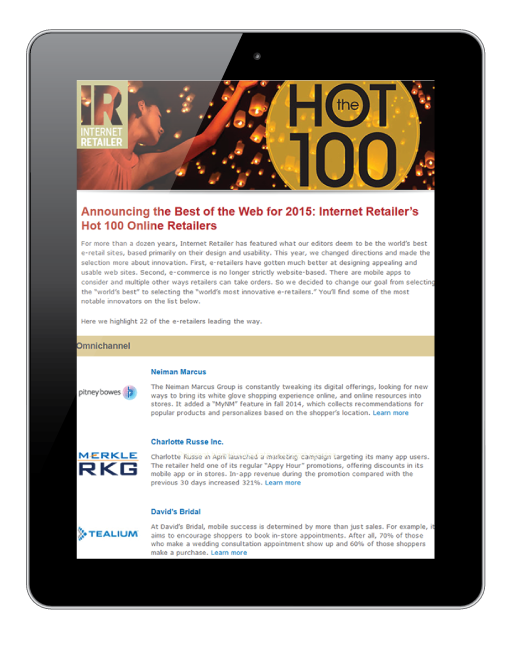 IR
INTERNET
RETAILER
HOT
the
100
Announcing the Best of the Web for 2015: Internet Retailer's
Hot 100 Online Retailers
For more than a dozen years, Internet Retailer has featured what our editors deem to be the world's best
e-retail sites, based primarily on their design and usability. This year, we changed directions and made the
selection more about innovation. First, e-retailers have gotten much better at designing appealing and
usable web sites. Second, e-commerce is no longer strictly website-based. There are mobile apps to
consider and multiple other ways retailers can take orders. So we decided to change our goal from selecting
the "world's best" to selecting the "world's most innovative e-retailers." You'll find some of the most
notable innovators on the list below.
Here we highlight 22 of the e-retailers leading the way.
Omnichannel
Neiman Marcus
pitney bowes
The Neiman Marcus Group is constantly tweaking its digital offerings, looking for new
ways to bring its white glove shopping experience online, and online resources into
stores. It added a "MyNM" feature in fall 2014, which collects recommendations for
popular products and personalizes based on the shopper's location. Learn more
Charlotte Russe Inc.
MERKLE
RKG
Charlotte Russe in April launched a marketing campaign targeting its many app users.
The retailer held one of its regular "Appy Hour" promotions, offering discounts in its
mobile app or in stores. In-app revenue during the promotion compared with the
previous 30 days increased 321%. Learn more
David's Bridal
TEALIUM
At David's Bridal, mobile success is determined by more than just sales. For example, it
aims to encourage shoppers to book in-store appointments. After all, 70% of those
who make a wedding consultation appointment show up and 60% of those shoppers
make a purchase. Learn more